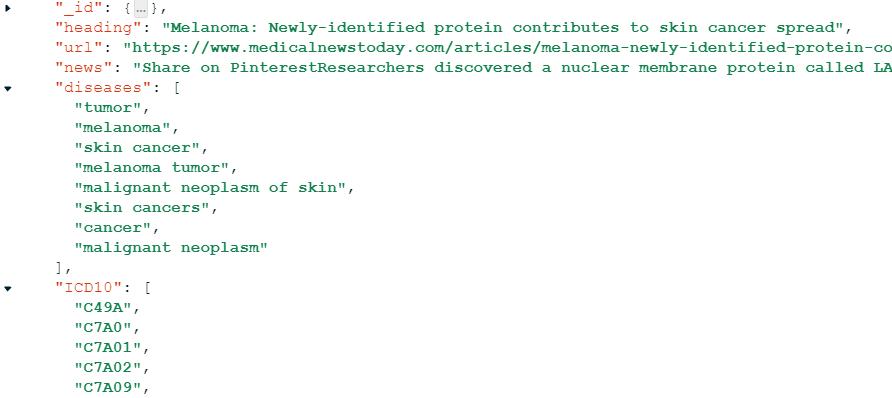 "_id": {…},
"heading": "Melanoma: Newly-identified protein contributes to skin cancer spread",
"url": "https://www.medicalnewstoday.com/articles/melanoma-newly-identified-protein-co
"news": "Share on PinterestResearchers discovered a nuclear membrane protein called LA
"diseases": [
"tumor",
"melanoma",
"skin cancer",
"melanoma tumor",
"malignant neoplasm of skin",
"skin cancers",
"cancer",
"malignant neoplasm"
],
"ICD10": [
"C49A",
"C7A0",
"C7A01",
"C7A02",
"C7A09",